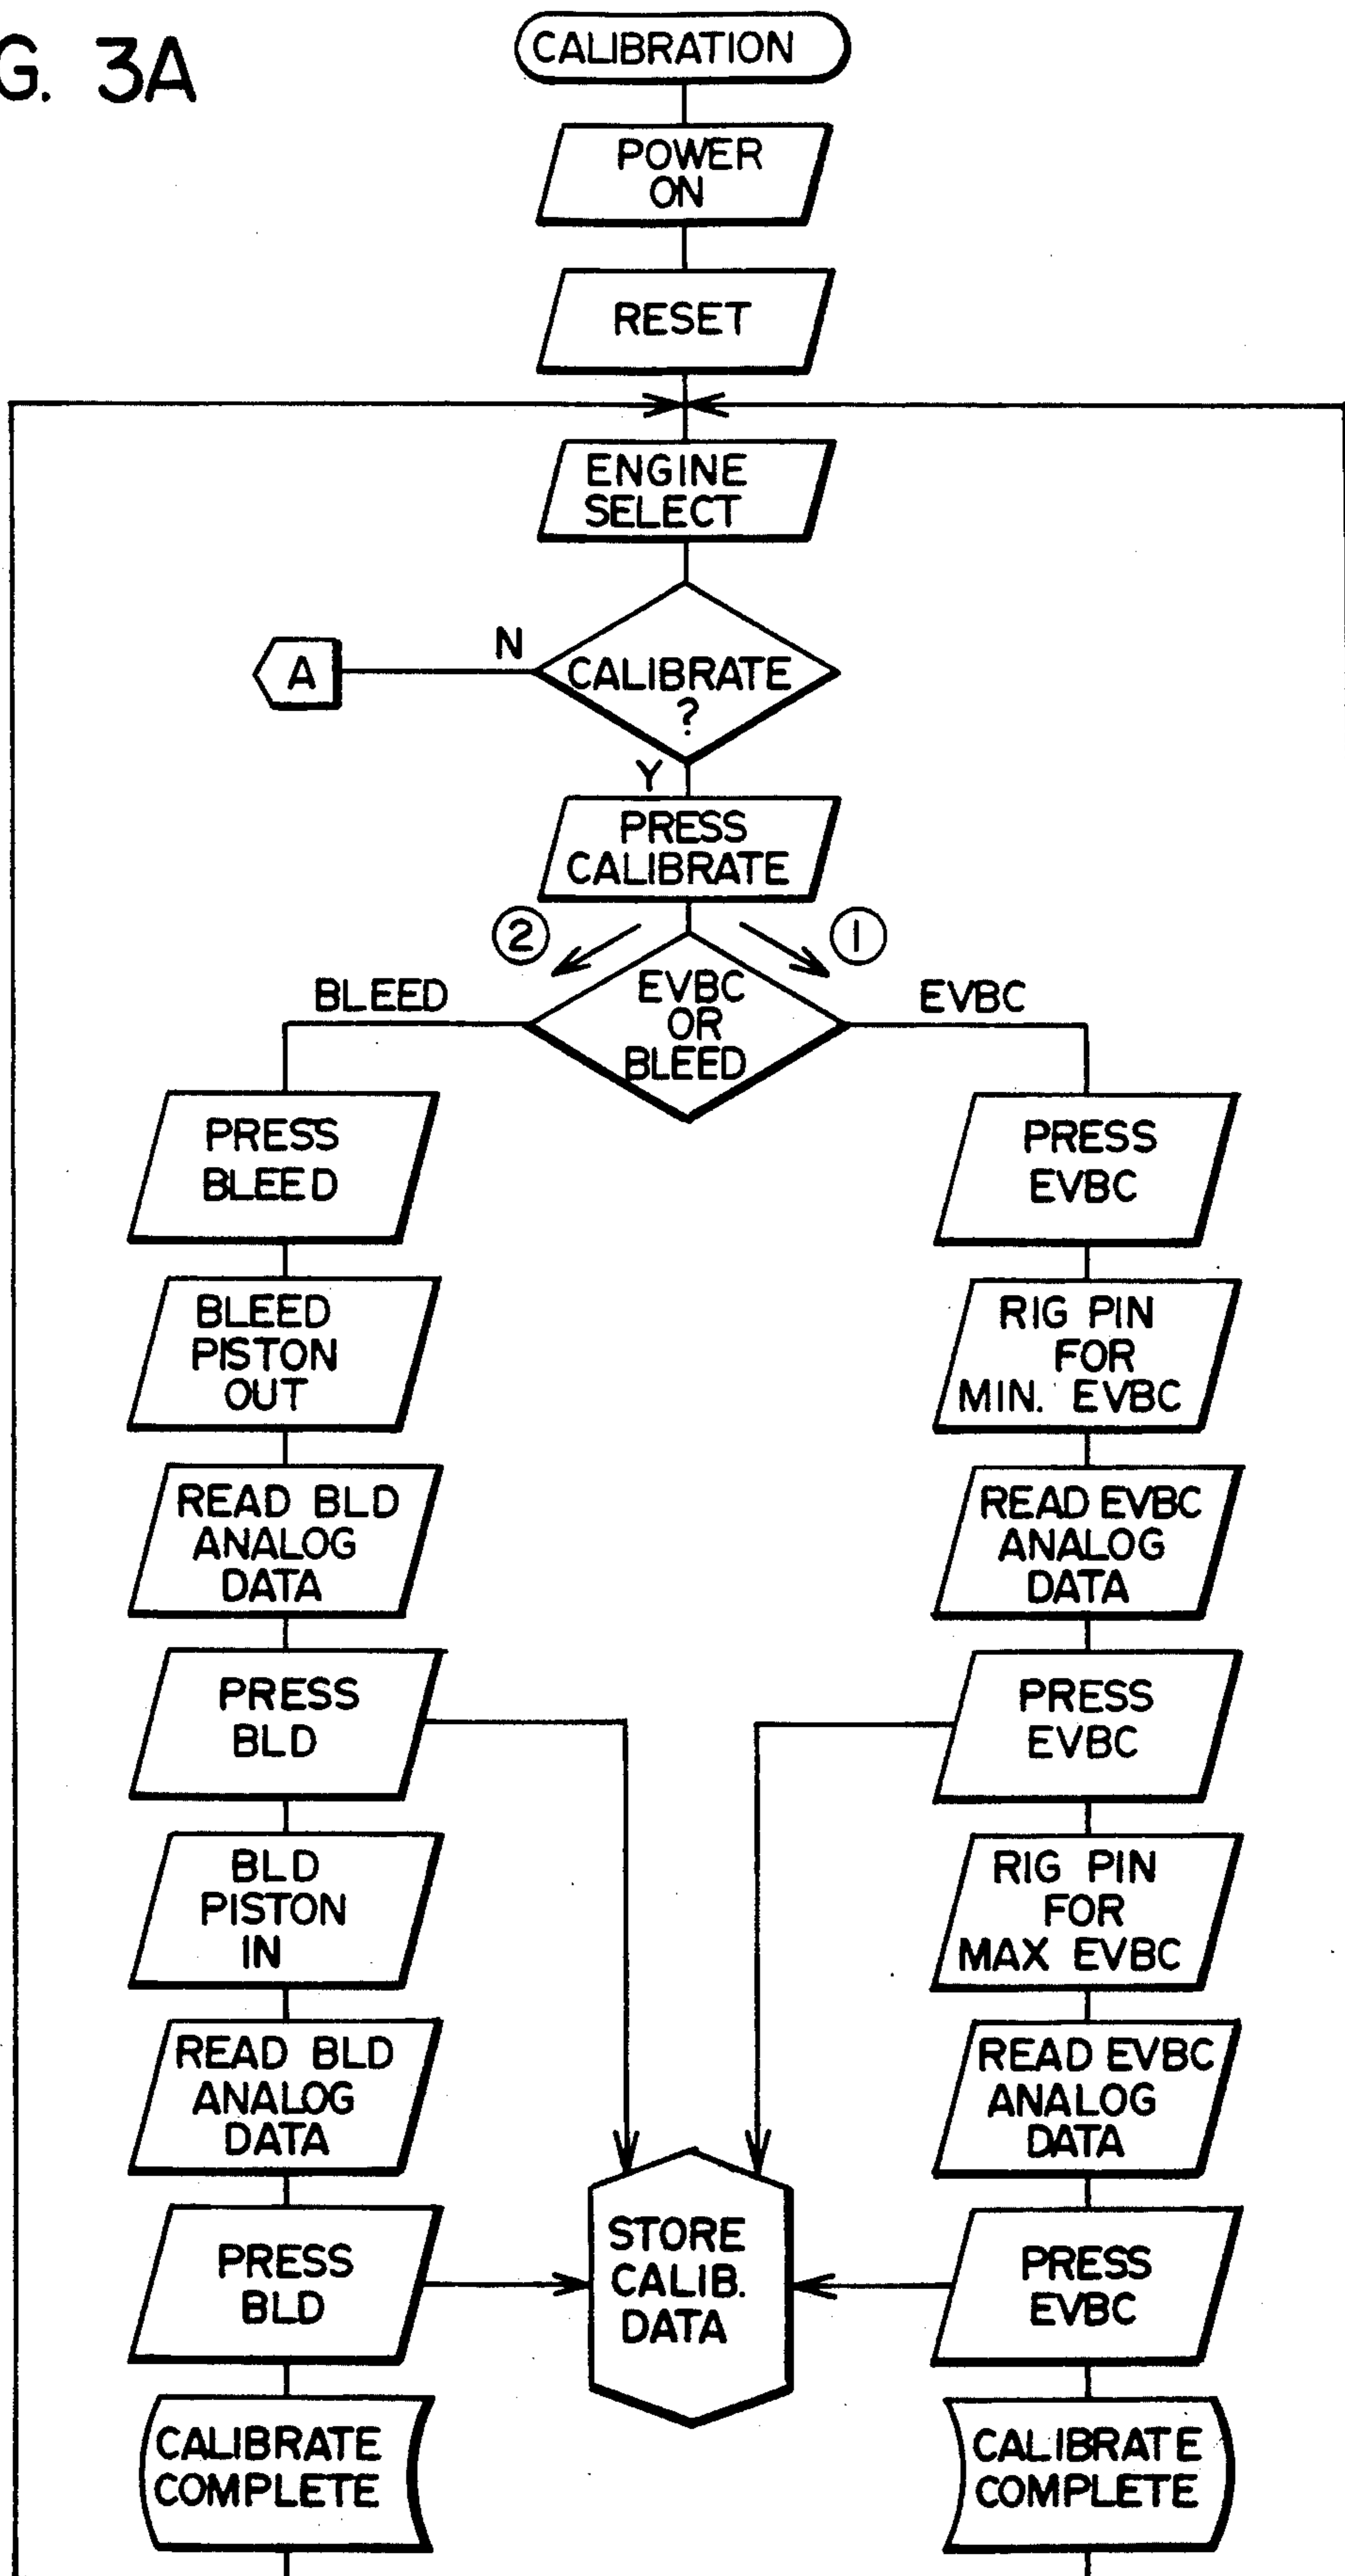 G. 3A
CALIBRATION
POWER
ON
RESET
ENGINE
SELECT
N
A
CALIBRATE
?
Y
PRESS
CALIBRATE
2
1
BLEED
EVBC
OR
BLEED
EVBC
PRESS
BLEED
BLEED
PISTON
OUT
READ BLD
ANALOG
DATA
PRESS
BLD
BLD
PISTON
IN
READ BLD
ANALOG
DATA
PRESS
BLD
CALIBRATE
COMPLETE
STORE
CALIB.
DATA
PRESS
EVBC
RIG PIN
FOR
MIN. EVBC
READ EVBC
ANALOG
DATA
PRESS
EVBC
RIG PIN
FOR
MAX EVBC
READ EVBC
ANALOG
DATA
PRESS
EVBC
CALIBRATE
COMPLETE